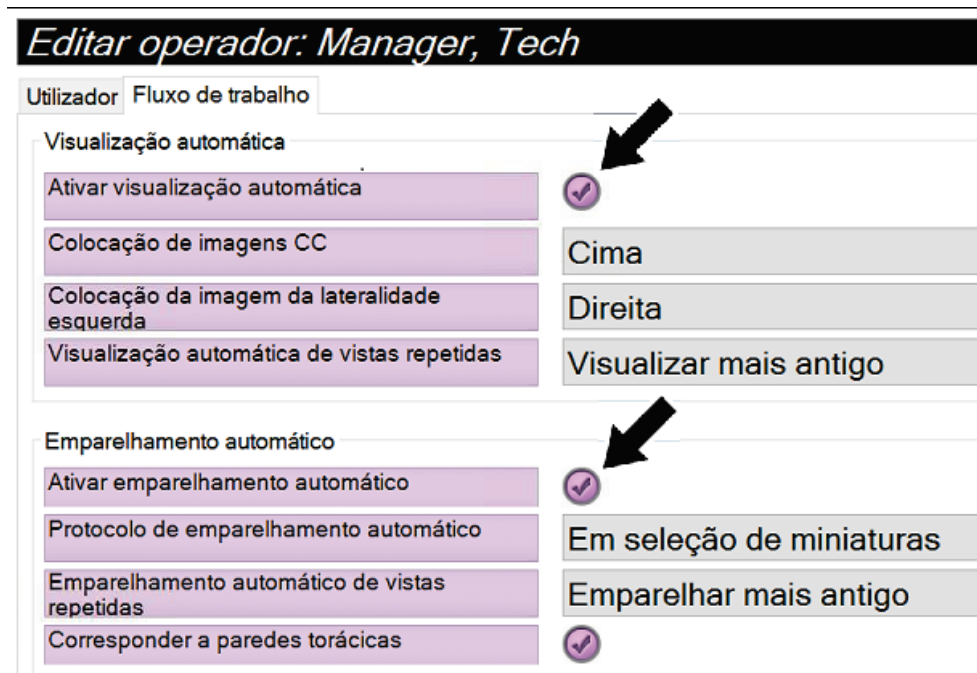 Editar operador: Manager, Tech
Utilizador Fluxo de trabalho
Visualização automática
Ativar visualização automática
Colocação de imagens CC Cima
Colocação da imagem da lateralidade
esquerda Direita
Visualização automática de vistas repetidas Visualizar mais antigo
Emparelhamento automático
Ativar emparelhamento automático
Protocolo de emparelhamento automático Em seleção de miniaturas
Emparelhamento automático de vistas
repetidas Emparelhar mais antigo
Corresponder a paredes torácicas